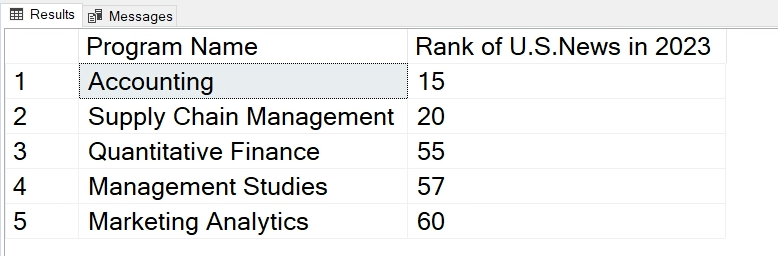 Results Messages
Program Name Rank of U.S.News in 2023
1 Accounting 15
2 Supply Chain Management 20
3 Quantitative Finance 55
4 Management Studies 57
5 Marketing Analytics 60